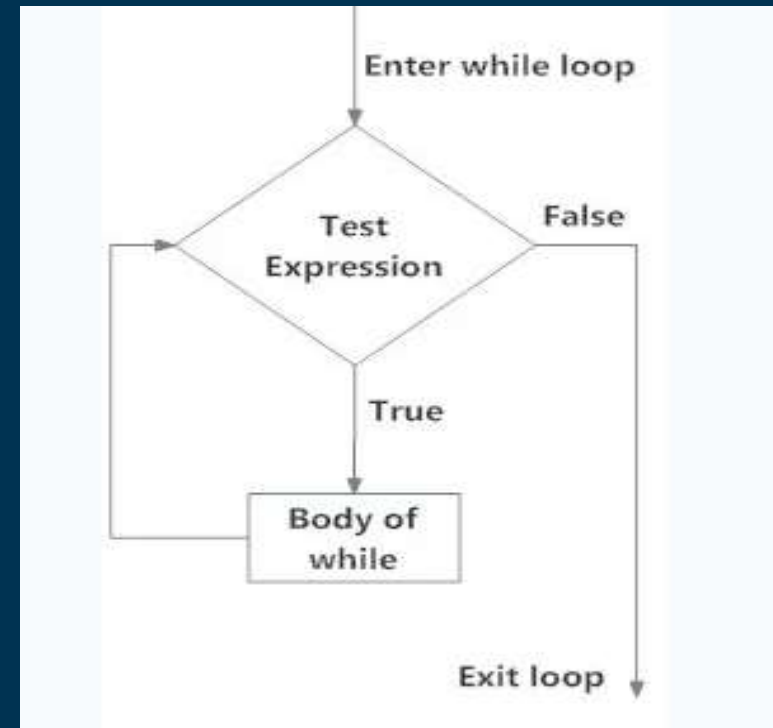 Enter while loop
Test
Expression
False
True
Body of
while
Exit loop